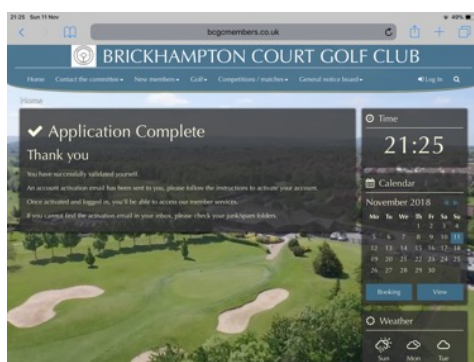 21:25 Sun 11 Nov
49%
bcgcmembers.co.uk
BRICKHAMPTON COURT GOLF CLUB
Home Contact the committee New members Golf Competitions / matches General notice board Log In
Home
Application Complete
Thank you
You have successfully validated yourself.
An account activation email has been sent to you, please follow the instructions to activate your account.
Once activated and logged in, you'll be able to access our member services.
If you cannot find the activation email in your inbox, please check your junk/spam folders.
Time
21:25
Calendar
November 2018
Mo Tu We Th Fr Sa Su
1 2 3 4
5 6 7 8 9 10 11
12 13 14 15 16 17 18
19 20 21 22 23 24 25
26 27 28 29 30
Booking View
Weather
Sun Mon Tue